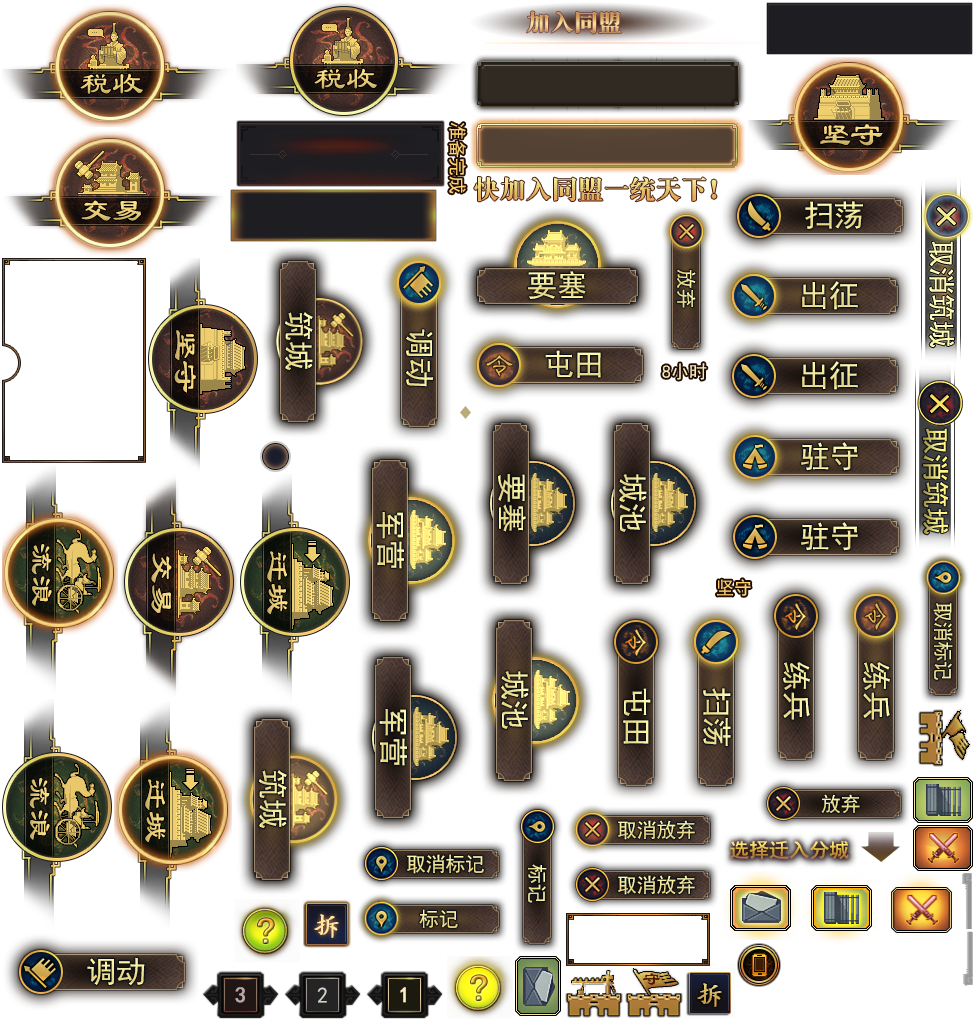 税收
税收
加入同盟
坚守
准备完成
交易
快加入同盟一统天下!
扫荡
取消筑城
要塞
放弃
坚守
筑城
调动
出征
屯田
8小时
出征
取消筑城
军营
要塞
城池
驻守
驻守
流浪
交易
迁城
坚守
取消标记
军营
城池
屯田
扫荡
练兵
练兵
流浪
迁城
筑城
放弃
取消标记
标记
取消放弃
选择迁入分城
取消放弃
标记
?
拆
调动
3
2
1
?
守
拆